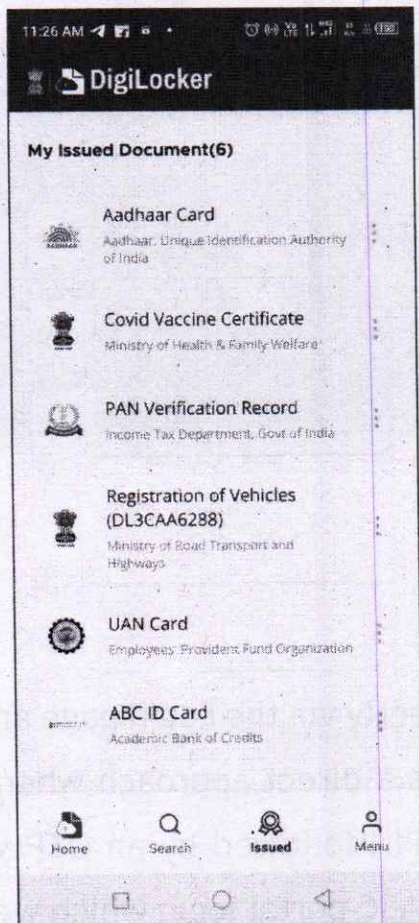 11:26 AM
DigiLocker
My Issued Document(6)
Aadhaar Card
Aadhaar, Unique Identification Authority
of India
Covid Vaccine Certificate
Ministry of Health & Family Welfare
PAN Verification Record
Income Tax Department, Govt of India
Registration of Vehicles
(DL3CAA6288)
Ministry of Road Transport and
Highways
UAN Card
Employees' Provident Fund Organization
ABC ID Card
Academic Bank of Credits
Home Search Issued Menu